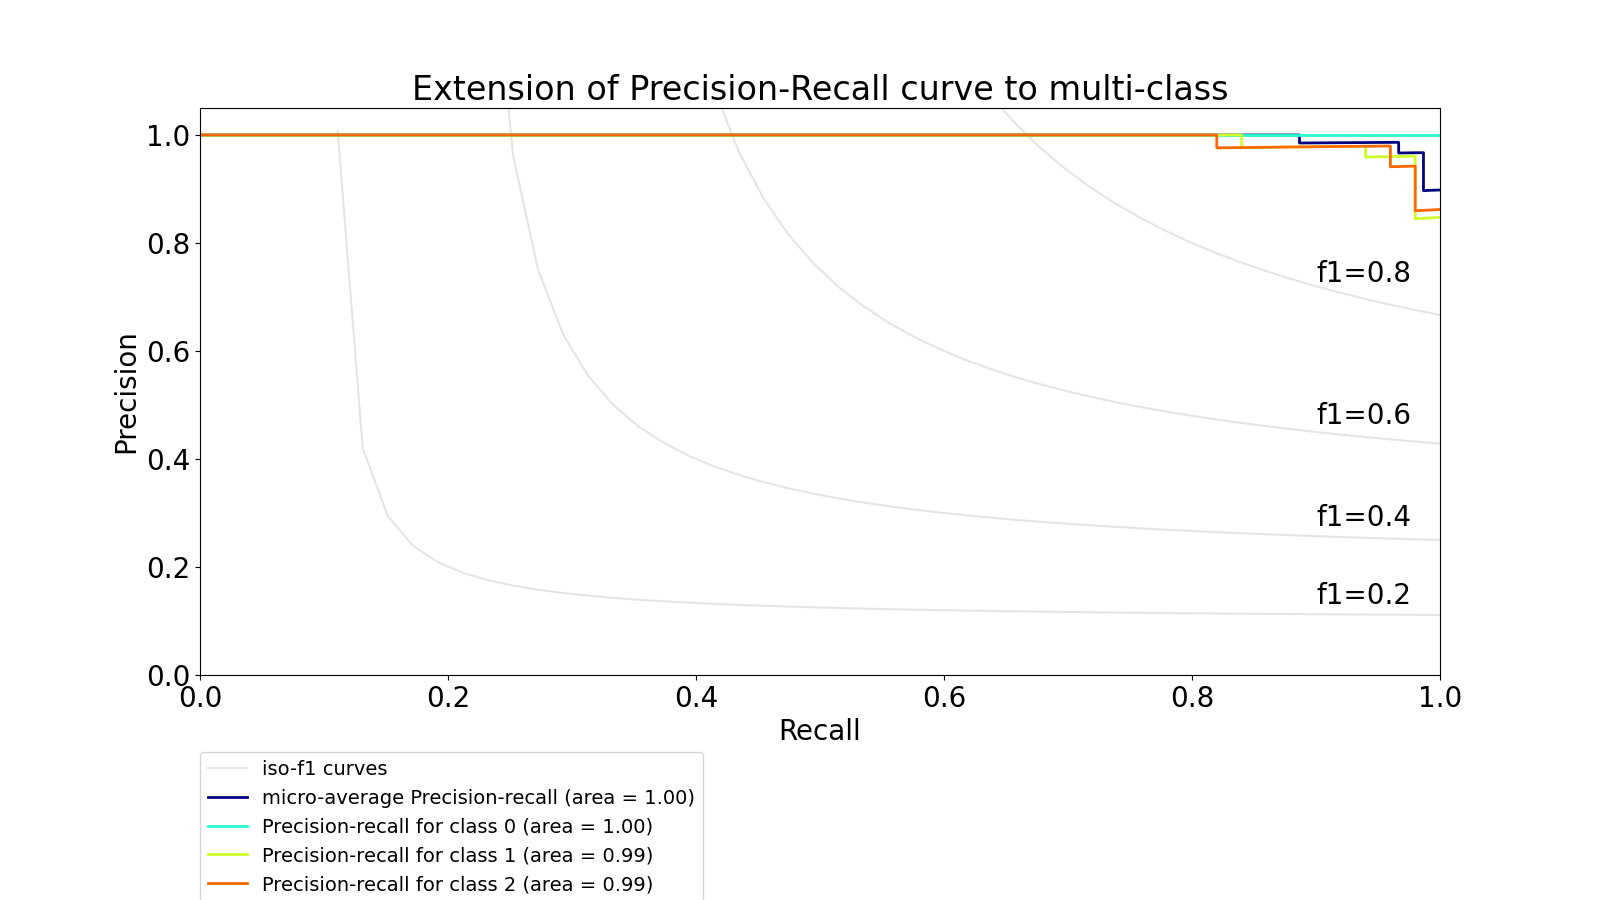 Extension of Precision-Recall curve to multi-class
1.0
0.8
0.6
0.4
0.2
0.0
Precision
f1=0.8
f1=0.6
f1=0.4
f1=0.2
0.0 0.2 0.4 0.6 0.8 1.0
Recall
iso-f1 curves
micro-average Precision-recall (area = 1.00)
Precision-recall for class 0 (area = 1.00)
Precision-recall for class 1 (area = 0.99)
Precision-recall for class 2 (area = 0.99)